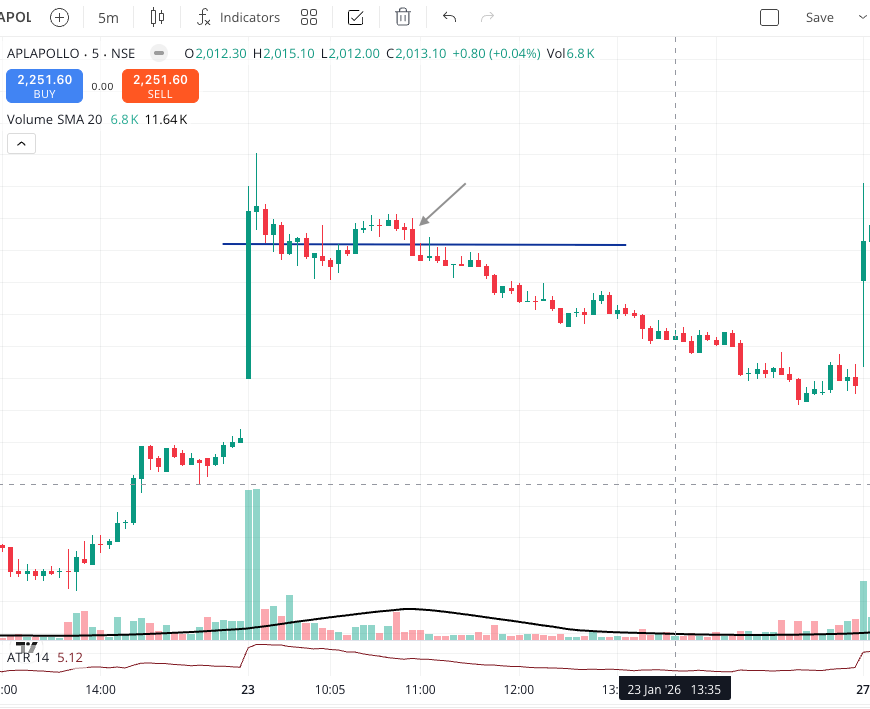 APOL 5m Indicators Save
APLAPOLLO · 5 · NSE O2,012.30 H2,015.10 L2,012.00 C2,013.10 +0.80 (+0.04%) Vol6.8 K
2,251.60 BUY 0.00 2,251.60 SELL
Volume SMA 20 6.8 K 11.64 K
ATR 14 5.12
:00 14:00 23 10:05 11:00 12:00 13: 23 Jan '26 13:35 27